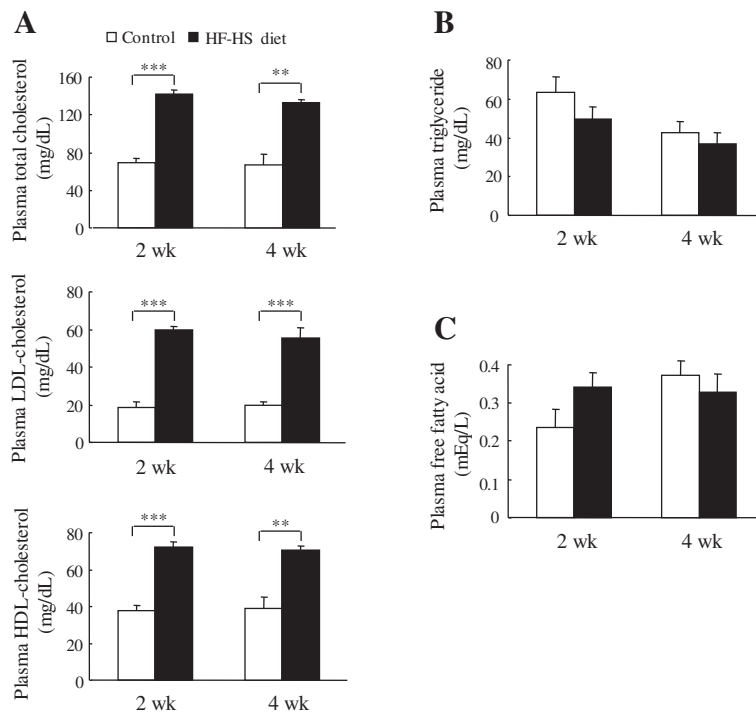 A
Control HF-HS diet
Plasma total cholesterol
(mg/dL)
160
120
80
40
0
***
**
2 wk
4 wk
Plasma LDL-cholesterol
(mg/dL)
80
60
40
20
0
***
***
2 wk
4 wk
Plasma HDL-cholesterol
(mg/dL)
80
60
40
20
0
***
**
2 wk
4 wk
B
Plasma triglyceride
(mg/dL)
80
60
40
20
0
2 wk
4 wk
C
Plasma free fatty acid
(mEq/L)
0.4
0.3
0.2
0.1
0
2 wk
4 wk